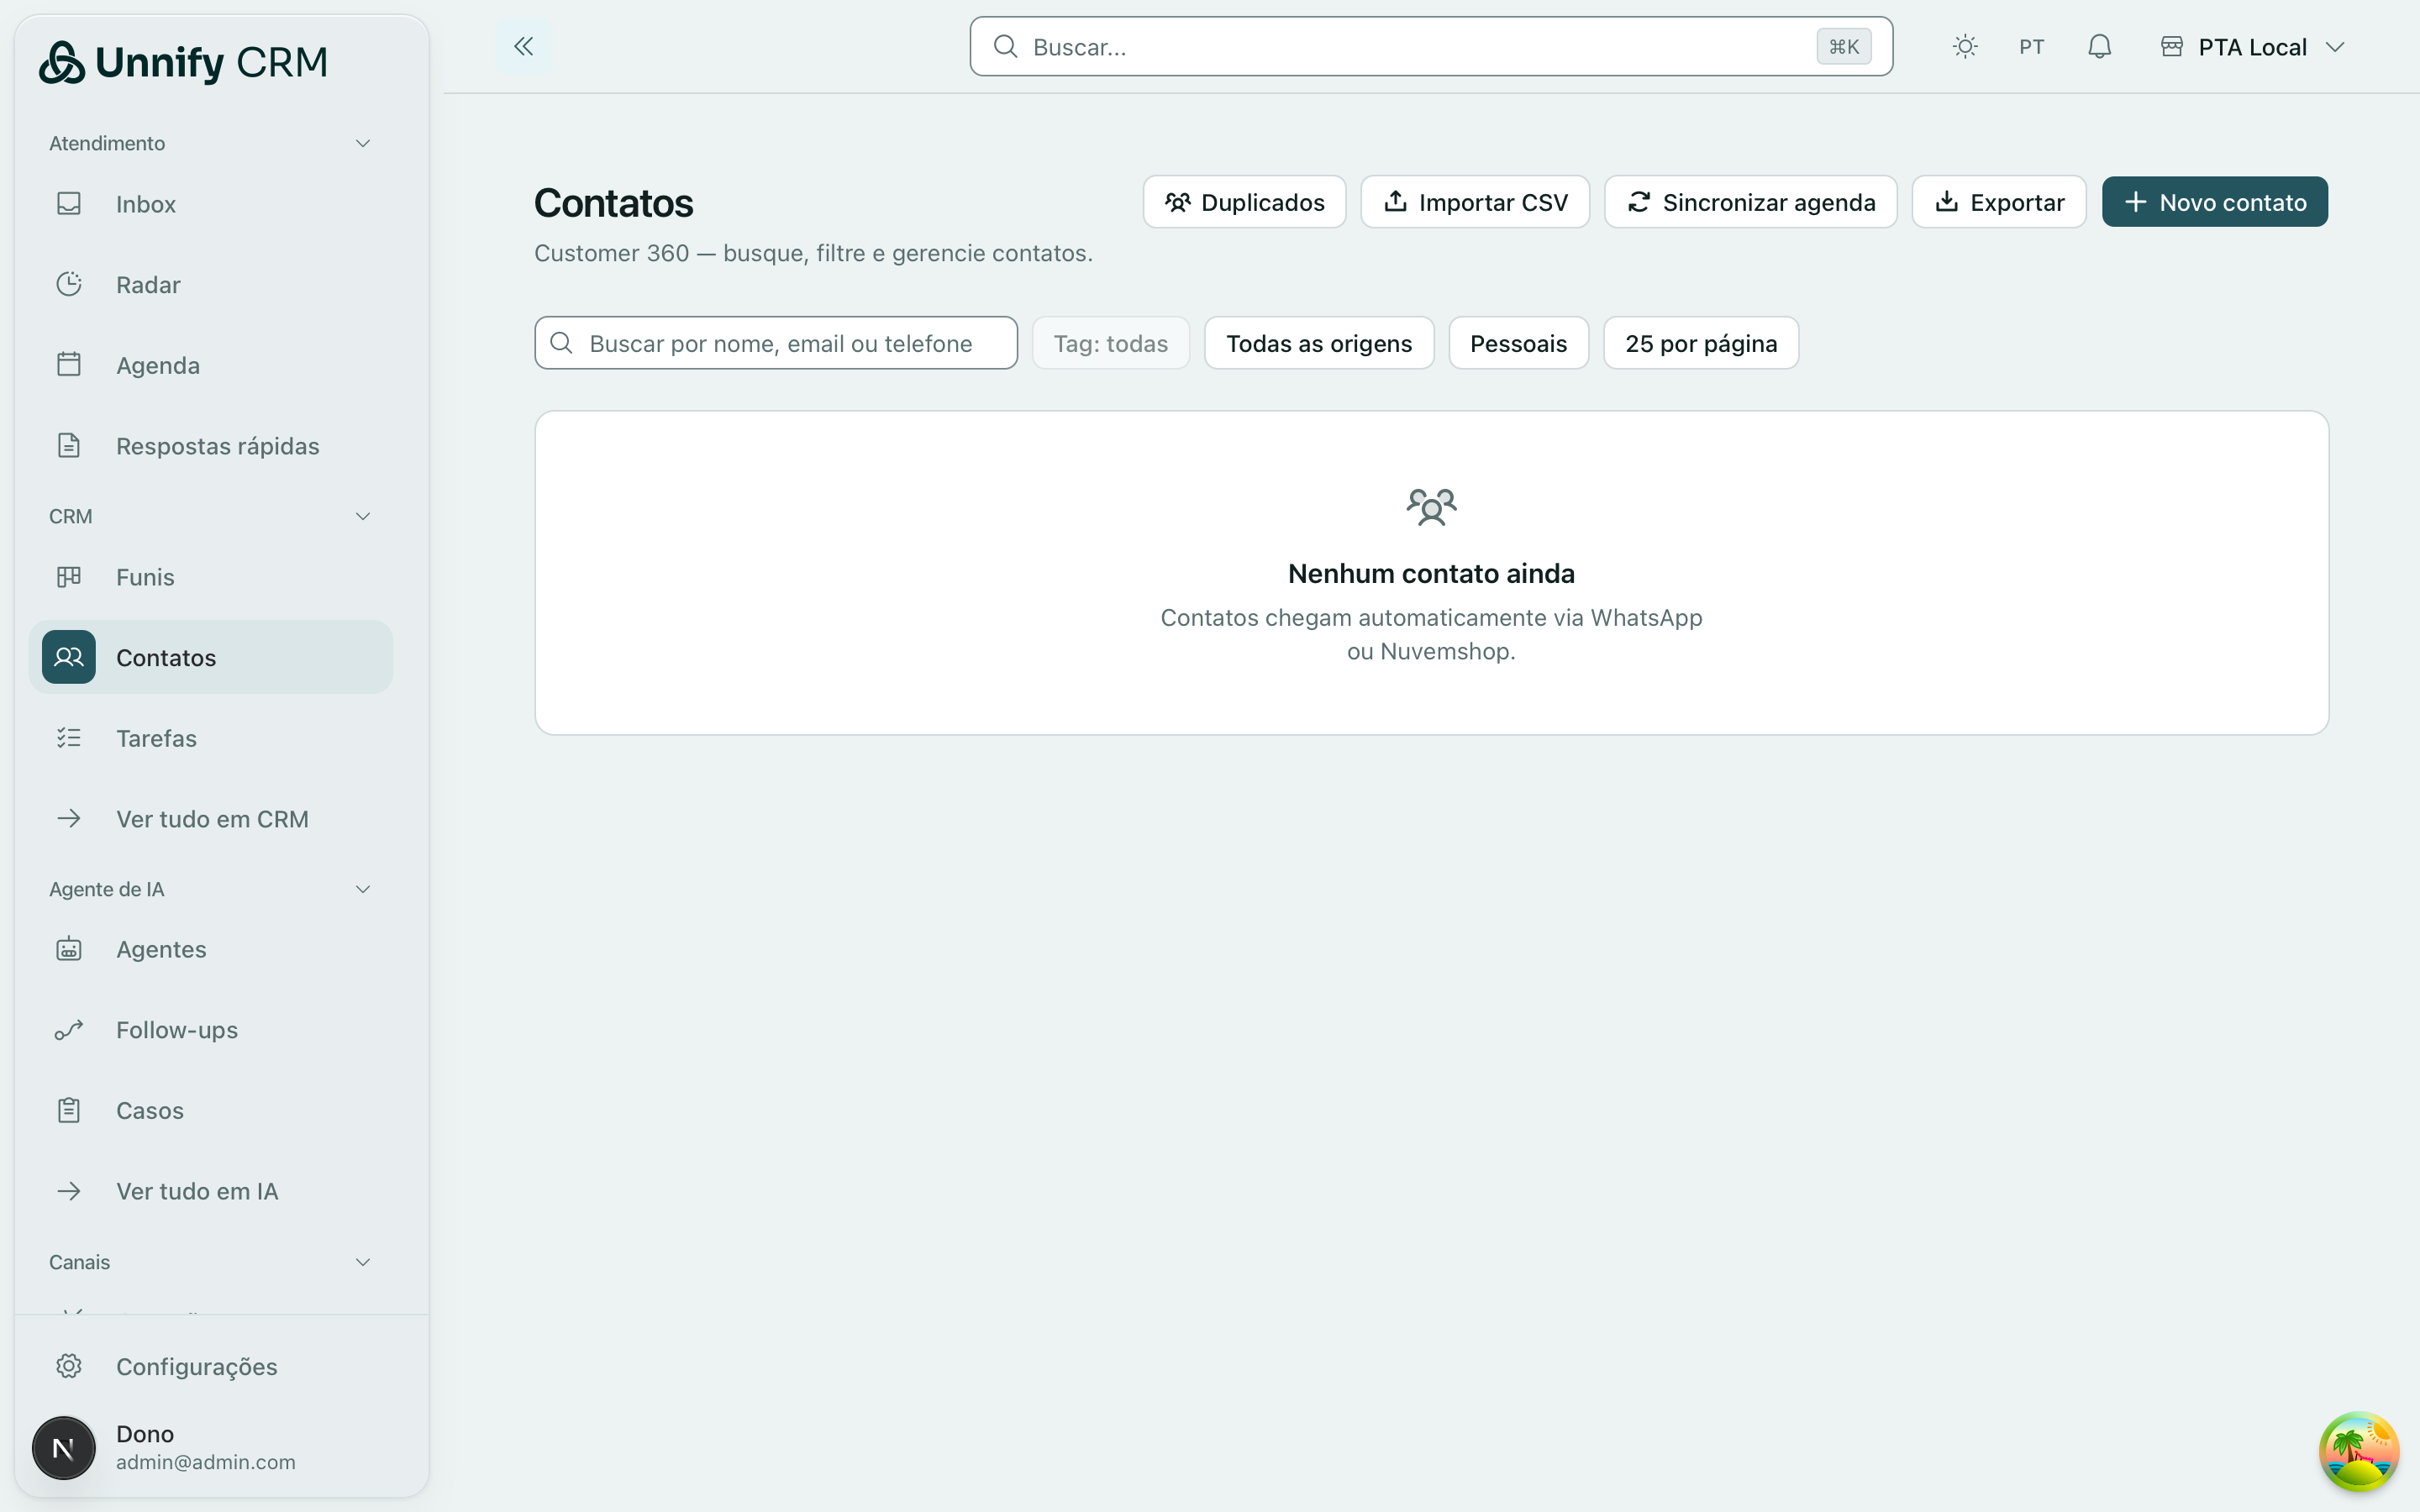 Unnify CRM
Atendimento
Inbox
Radar
Agenda
Respostas rápidas
CRM
Funis
Contatos
Tarefas
Ver tudo em CRM
Agente de IA
Agentes
Follow-ups
Casos
Ver tudo em IA
Canais
Configurações
N
Dono
admin@admin.com
Buscar...
⌘K
PT
PTA Local
Contatos
Customer 360 — busque, filtre e gerencie contatos.
Duplicados
Importar CSV
Sincronizar agenda
Exportar
Novo contato
Buscar por nome, email ou telefone
Tag: todas
Todas as origens
Pessoais
25 por página
Nenhum contato ainda
Contatos chegam automaticamente via WhatsApp
ou Nuvemshop.